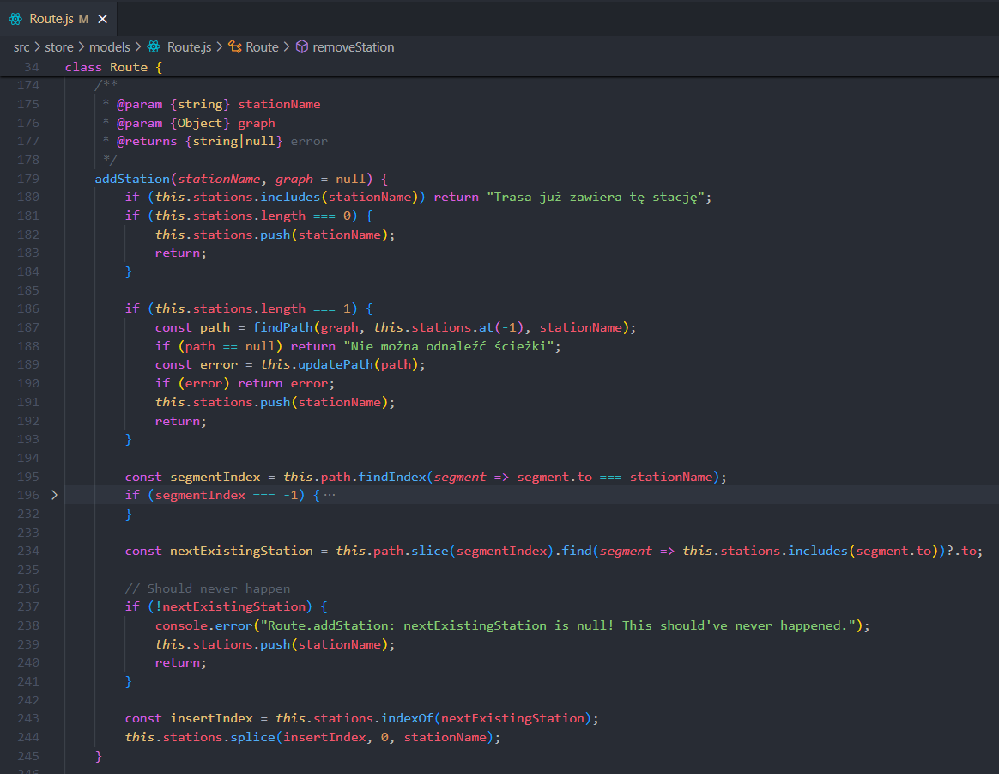 Route.js M ×
src > store > models > Route.js > Route > removeStation
34 class Route {
174 /**
175 * @param {string} stationName
176 * @param {Object} graph
177 * @returns {string|null} error
178 */
179 addStation(stationName, graph = null) {
180 if (this.stations.includes(stationName)) return "Trasa już zawiera tę stację";
181 if (this.stations.length === 0) {
182 this.stations.push(stationName);
183 return;
184 }
185
186 if (this.stations.length === 1) {
187 const path = findPath(graph, this.stations.at(-1), stationName);
188 if (path == null) return "Nie można odnaleźć ścieżki";
189 const error = this.updatePath(path);
190 if (error) return error;
191 this.stations.push(stationName);
192 return;
193 }
194
195 const segmentIndex = this.path.findIndex(segment => segment.to === stationName);
196 > if (segmentIndex === -1) { ···
232 }
233
234 const nextExistingStation = this.path.slice(segmentIndex).find(segment => this.stations.includes(segment.to))?.to;
235
236 // Should never happen
237 if (!nextExistingStation) {
238 console.error("Route.addStation: nextExistingStation is null! This should've never happened.");
239 this.stations.push(stationName);
240 return;
241 }
242
243 const insertIndex = this.stations.indexOf(nextExistingStation);
244 this.stations.splice(insertIndex, 0, stationName);
245 }
246